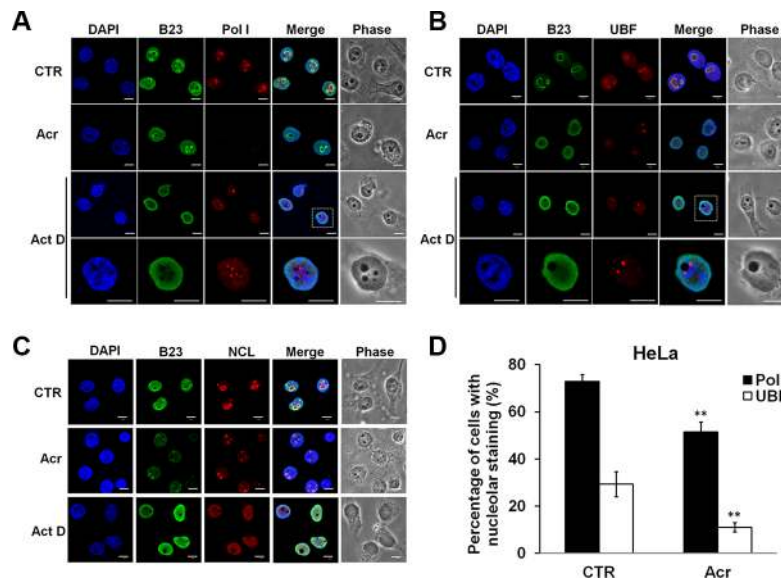 A
DAPI B23 Pol I Merge Phase
CTR
Acr
Act D
B
DAPI B23 UBF Merge Phase
CTR
Acr
Act D
C
DAPI B23 NCL Merge Phase
CTR
Acr
Act D
D
HeLa
Percentage of cells with
nucleolar staining (%)
80
60
40
20
0
Pol
UBF
**
**
CTR Acr